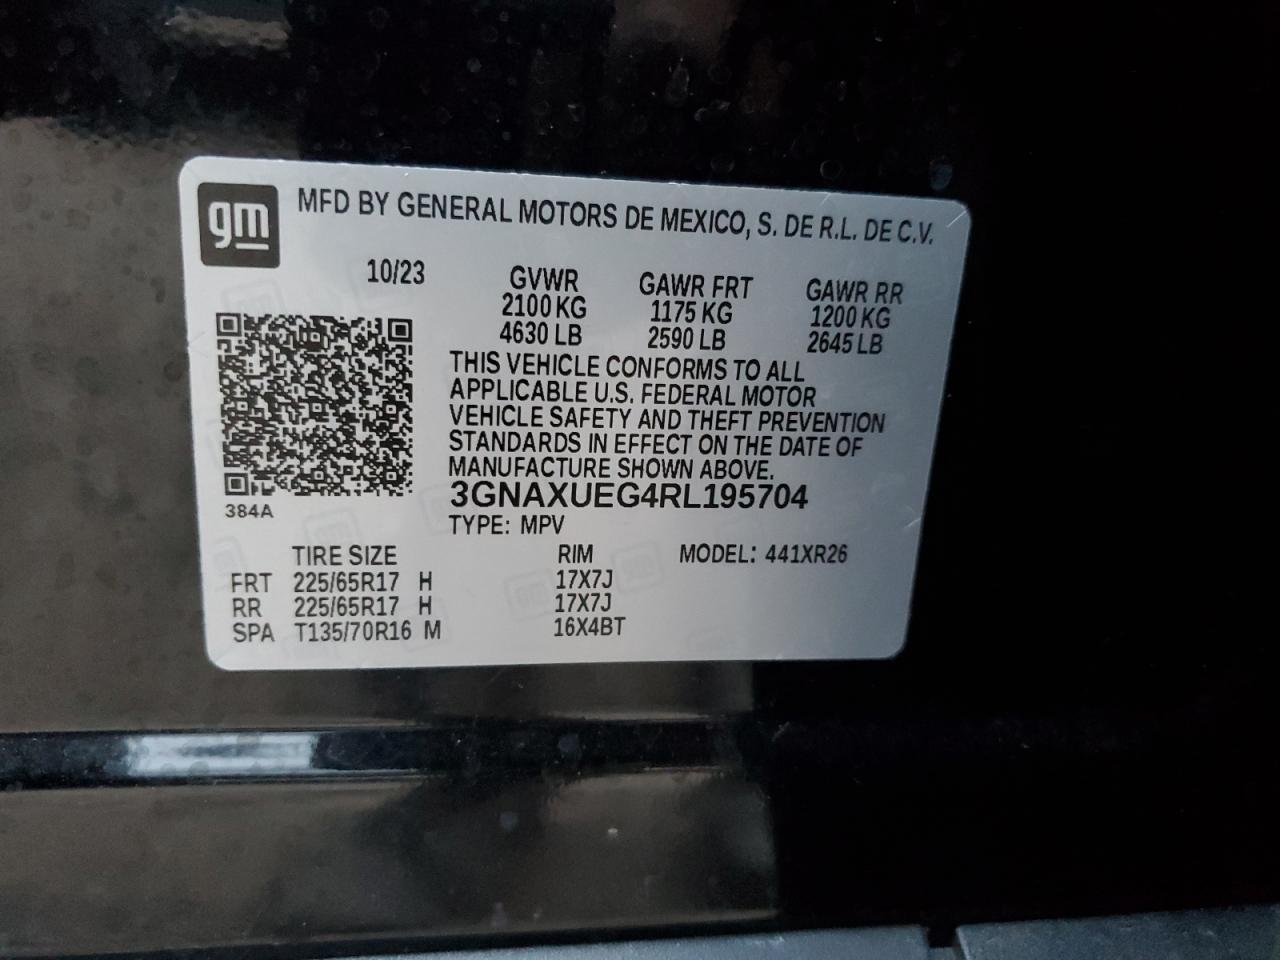 gm
MFD BY GENERAL MOTORS DE MEXICO, S. DE R.L. DE C.V.
10/23 GVWR GAWR FRT GAWR RR
2100 KG 1175 KG 1200 KG
4630 LB 2590 LB 2645 LB
THIS VEHICLE CONFORMS TO ALL
APPLICABLE U.S. FEDERAL MOTOR
VEHICLE SAFETY AND THEFT PREVENTION
STANDARDS IN EFFECT ON THE DATE OF
MANUFACTURE SHOWN ABOVE.
3GNAXUEG4RL195704
384A
TYPE: MPV
TIRE SIZE RIM MODEL: 441XR26
FRT 225/65R17 H 17X7J
RR 225/65R17 H 17X7J
SPA T135/70R16 M 16X4BT